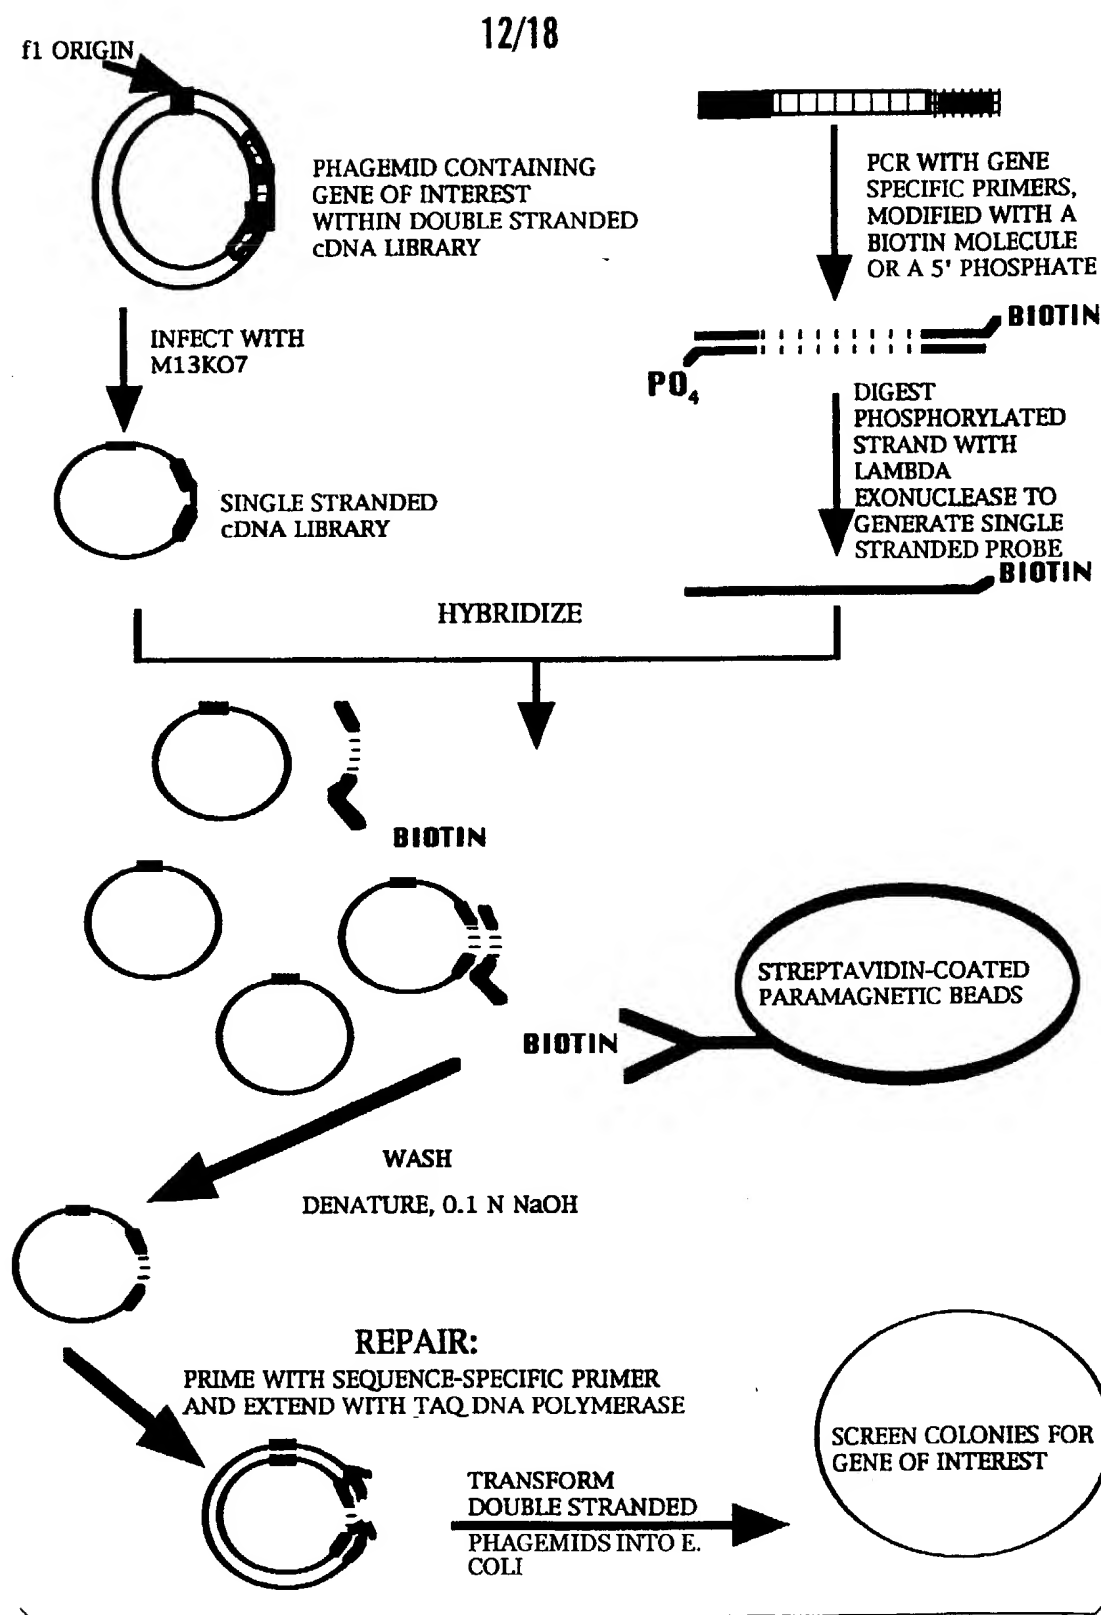 12/18
f1 ORIGIN
PHAGEMID CONTAINING
GENE OF INTEREST
WITHIN DOUBLE STRANDED
cDNA LIBRARY
PCR WITH GENE
SPECIFIC PRIMERS,
MODIFIED WITH A
BIOTIN MOLECULE
OR A 5' PHOSPHATE
INFECT WITH
M13KO7
BIOTIN
PO4
DIGEST
PHOSPHORYLATED
STRAND WITH
LAMBDA
EXONUCLEASE TO
GENERATE SINGLE
STRANDED PROBE
SINGLE STRANDED
cDNA LIBRARY
BIOTIN
HYBRIDIZE
BIOTIN
STREPTAVIDIN-COATED
PARAMAGNETIC BEADS
BIOTIN
WASH
DENATURE, 0.1 N NaOH
REPAIR:
PRIME WITH SEQUENCE-SPECIFIC PRIMER
AND EXTEND WITH TAQ DNA POLYMERASE
SCREEN COLONIES FOR
GENE OF INTEREST
TRANSFORM
DOUBLE STRANDED
PHAGEMIDS INTO E.
COLI